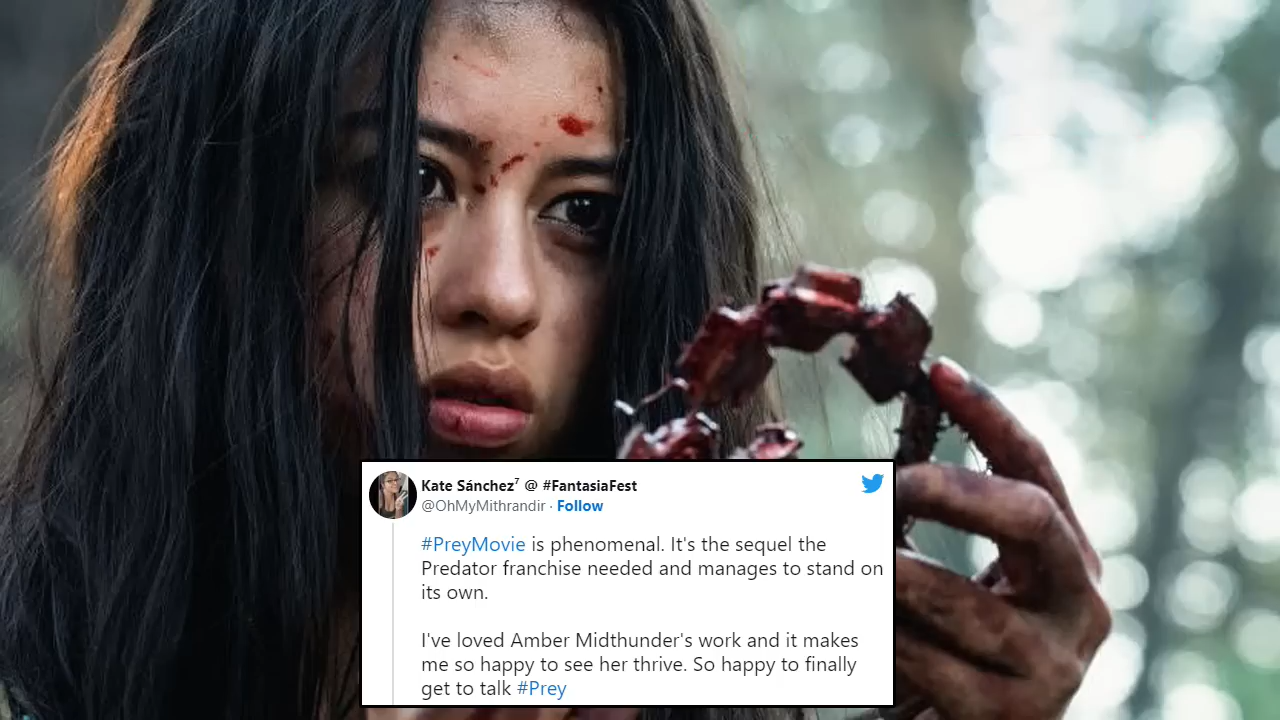 Kate Sánchez⁷ @ #FantasiaFest
@OhMyMithrandir · Follow
#PreyMovie is phenomenal. It's the sequel the
Predator franchise needed and manages to stand on
its own.
I've loved Amber Midthunder's work and it makes
me so happy to see her thrive. So happy to finally
get to talk #Prey